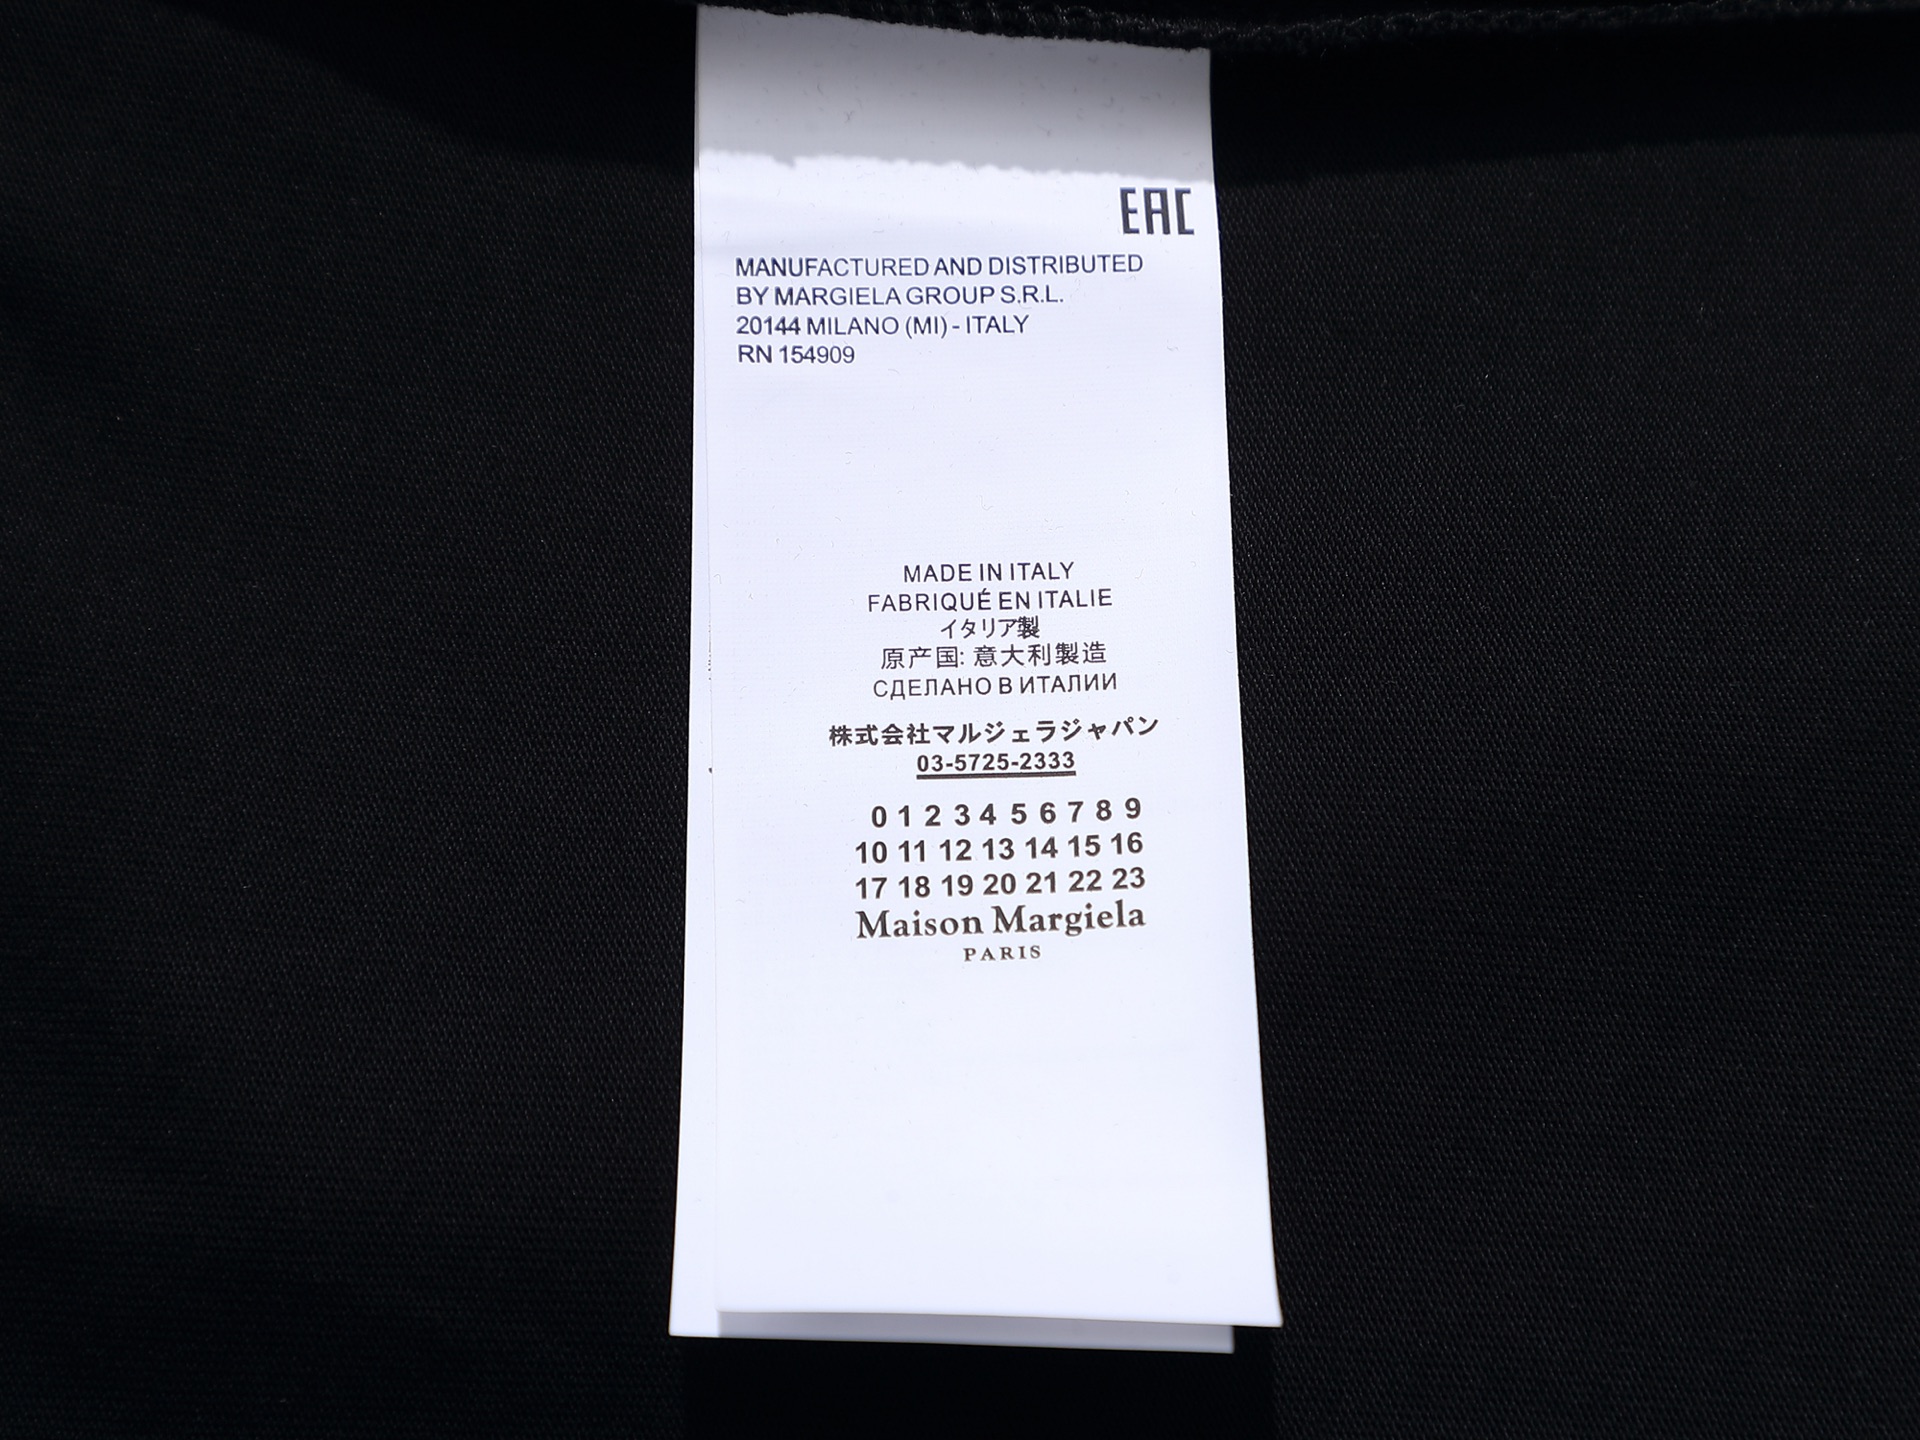 EAC
MANUFACTURED AND DISTRIBUTED
BY MARGIELA GROUP S.R.L.
20144 MILANO (MI) - ITALY
RN 154909
MADE IN ITALY
FABRIQUÉ EN ITALIE
イタリア製
原产国: 意大利製造
СДЕЛАНО В ИТАЛИИ
株式会社マルジェラジャパン
03-5725-2333
0 1 2 3 4 5 6 7 8 9
10 11 12 13 14 15 16
17 18 19 20 21 22 23
Maison Margiela
PARIS